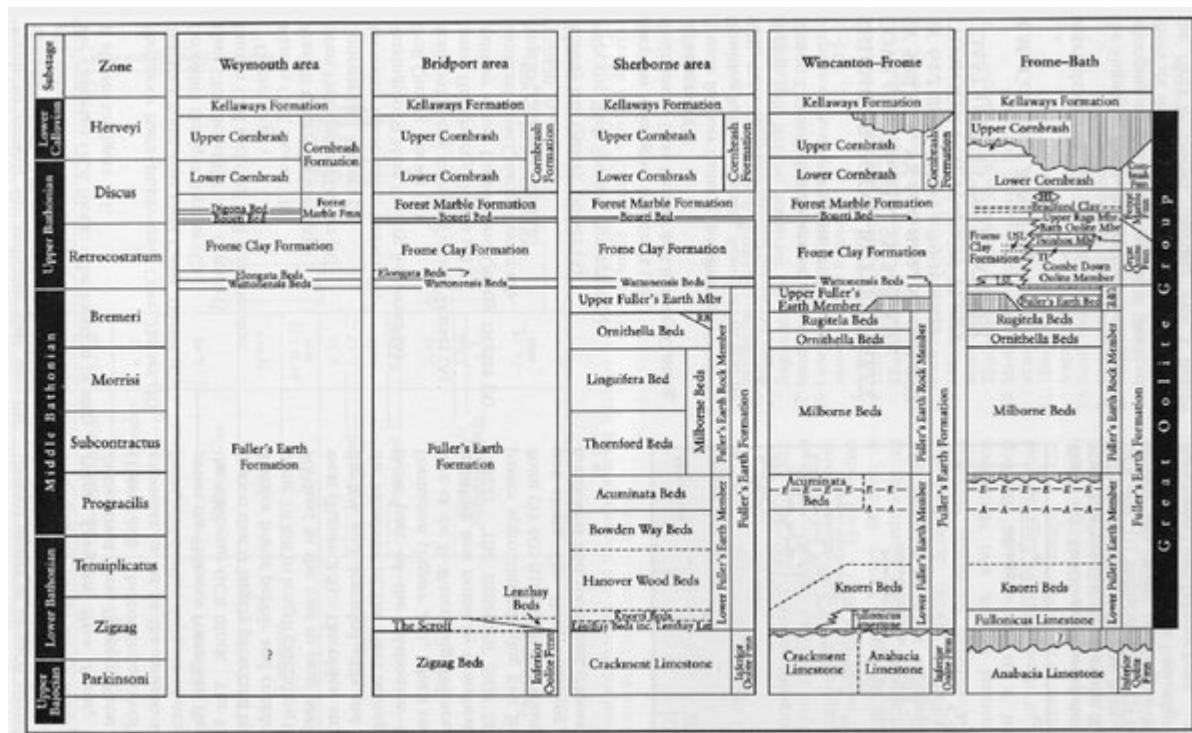 Substage
Zone
Weymouth area
Bridport area
Sherborne area
Wincanton–Frome
Frome–Bath
Lower Callovian
Upper Bathonian
Middle Bathonian
Lower Bathonian
Upper Bajocian
Herveyi
Discus
Retrocostatum
Bremeri
Morrisi
Subcontractus
Progracilis
Tenuiplicatus
Zigzag
Parkinsoni
Kellaways Formation
Upper Cornbrash
Cornbrash Formation
Lower Cornbrash
Digona Bed
Boueti Bed
Forest Marble Fmn
Frome Clay Formation
Elongata Beds
Wattonensis Beds
Fuller's Earth
Formation
?
Kellaways Formation
Upper Cornbrash
Cornbrash Formation
Lower Cornbrash
Forest Marble Formation
Boueti Bed
Frome Clay Formation
Elongata Beds
Wattonensis Beds
Fuller's Earth
Formation
Lenthay
Beds
The Scroff
Zigzag Beds
Inferior Oolite Fmn
Kellaways Formation
Upper Cornbrash
Cornbrash Formation
Lower Cornbrash
Forest Marble Formation
Boueti Bed
Frome Clay Formation
Wattonensis Beds
Upper Fuller's Earth Mbr
Ornithella Beds
Linguifera Bed
Thornford Beds
Milborne Beds
Fuller's Earth Rock Member
Acuminata Beds
Bowden Way Beds
Hanover Wood Beds
Knorri Beds
Lower Fuller's Earth Member
Fuller's Earth Formation
Crackment Limestone
Inferior Oolite Fmn
Kellaways Formation
Upper Cornbrash
Cornbrash Formation
Lower Cornbrash
Forest Marble Formation
Boueti Bed
Frome Clay Formation
Wattonensis Beds
Upper Fuller's
Earth Member
Rugitela Beds
Ornithella Beds
Milborne Beds
Fuller's Earth Rock Member
Acuminata
E – E – E – E – E – E
Beds
A – A
Knorri Beds
Fullonicus
Limestone
Lower Fuller's Earth Member
Fuller's Earth Formation
Crackment
Limestone
Anabacia
Limestone
Inferior Oolite Fmn
Kellaways Formation
Upper Cornbrash
Lower Cornbrash
Bradford Clay
Upper Rags Mbr
Bath Oolite Mbr
Frome
Clay
Formation
USL
Twinhoe Mbr
Combe Down
Oolite Member
LSL
Fuller's Earth Bed
Rugitela Beds
Ornithella Beds
Milborne Beds
Fuller's Earth Rock Member
E – E – E – E – E
A – A – A – A – A
Knorri Beds
Fullonicus Limestone
Lower Fuller's Earth Member
Fuller's Earth Formation
?
Anabacia Limestone
Inferior Oolite Fmn
Great Oolite Group